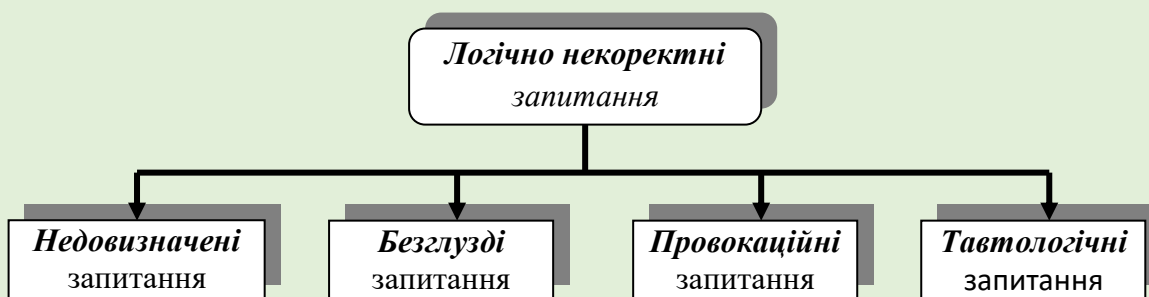 Логічно некоректні
запитання
Недовизначені
запитання
Безглузді
запитання
Провокаційні
запитання
Тавтологічні
запитання